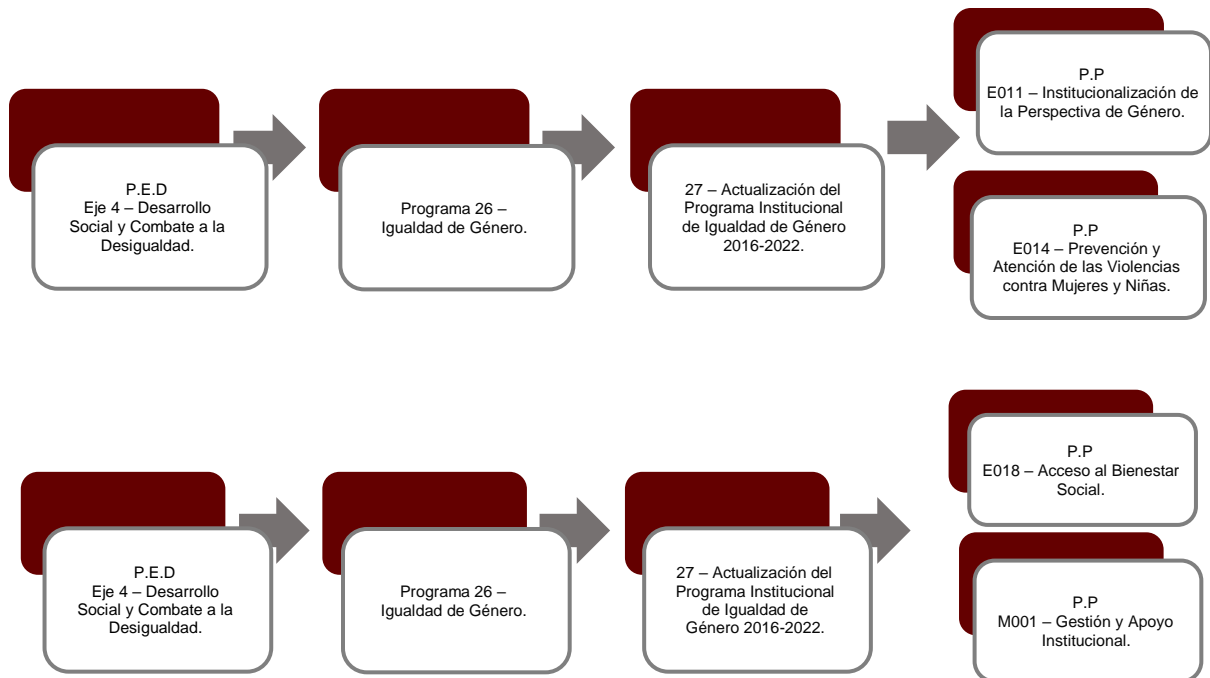 P.E.D
Eje 4 – Desarrollo
Social y Combate a la
Desigualdad.
Programa 26 –
Igualdad de Género.
27 – Actualización del
Programa Institucional
de Igualdad de Género
2016-2022.
P.P
E011 – Institucionalización de
la Perspectiva de Género.
P.P
E014 – Prevención y
Atención de las Violencias
contra Mujeres y Niñas.
P.E.D
Eje 4 – Desarrollo
Social y Combate a la
Desigualdad.
Programa 26 –
Igualdad de Género.
27 – Actualización del
Programa Institucional
de Igualdad de
Género 2016-2022.
P.P
E018 – Acceso al Bienestar
Social.
P.P
M001 – Gestión y Apoyo
Institucional.